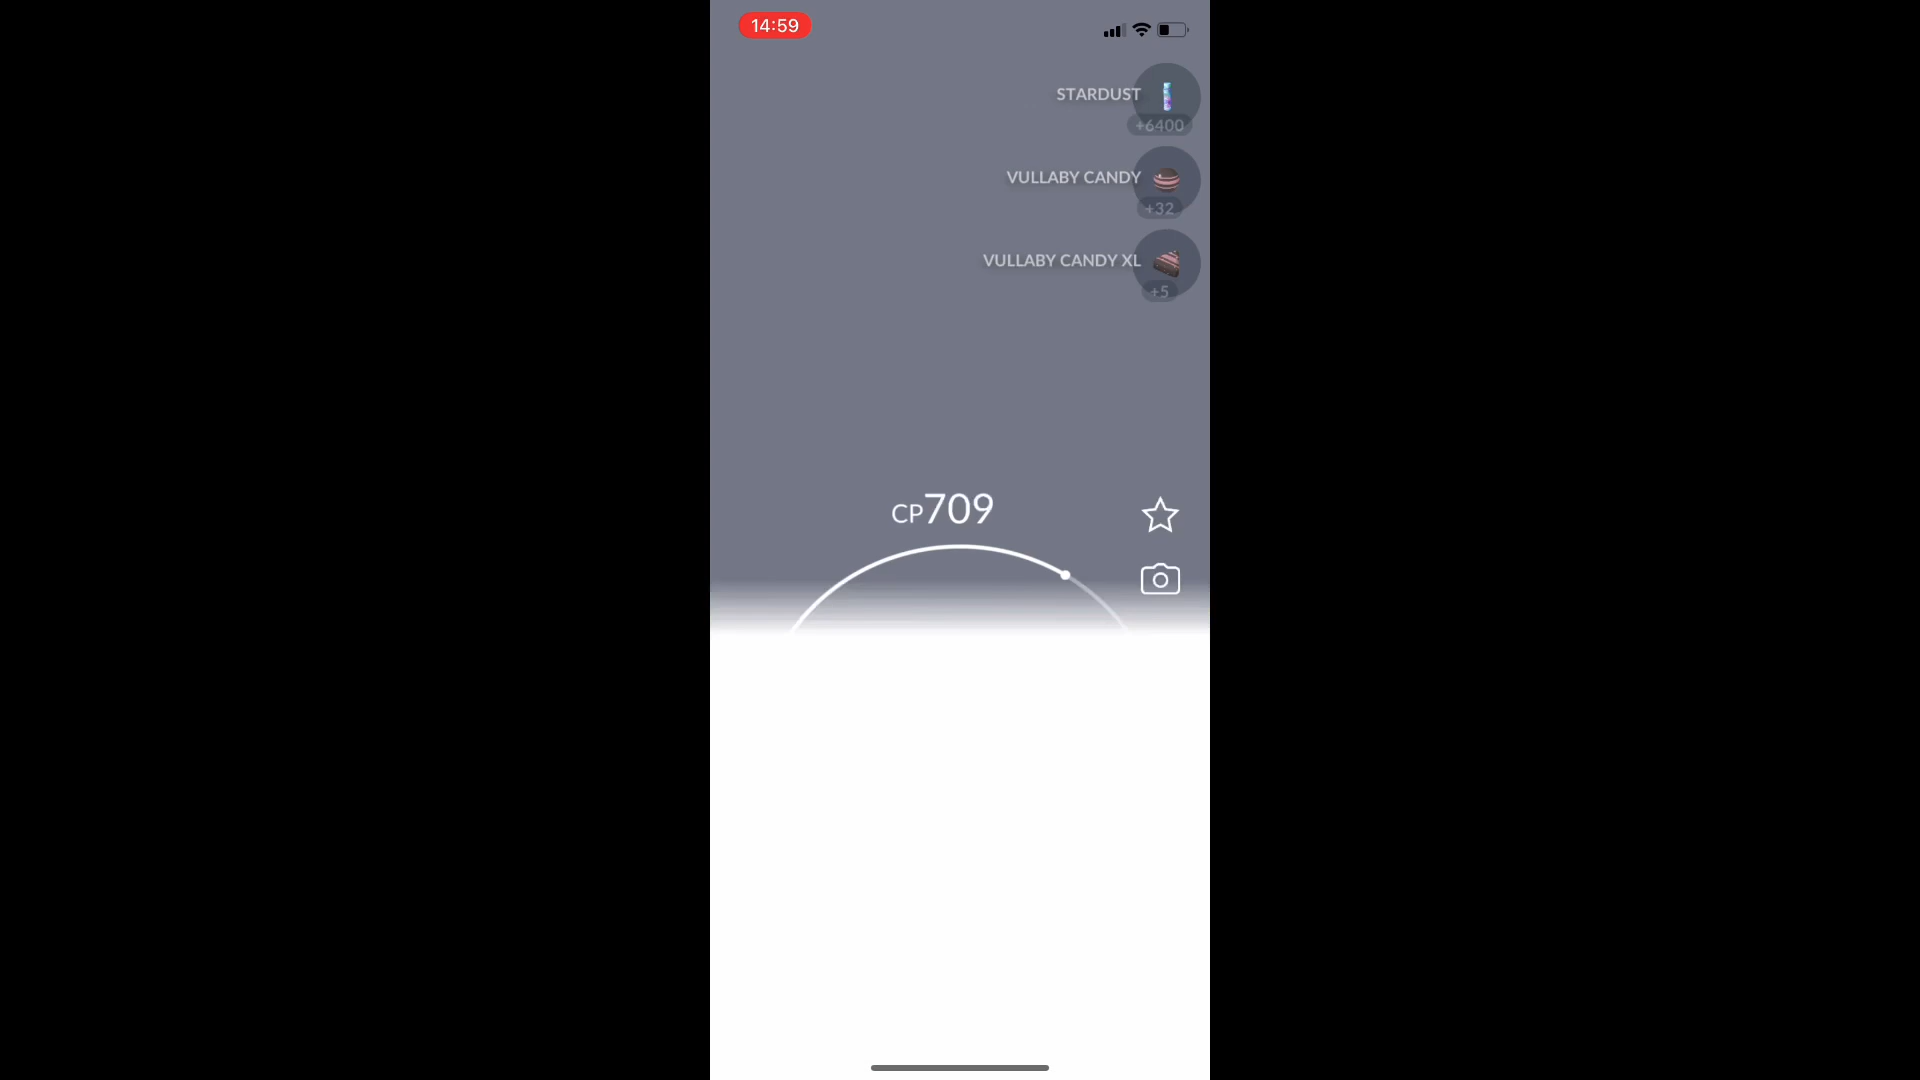 14:59
STARDUST
+6400
VULLABY CANDY
+32
VULLABY CANDY XL
+5
CP709